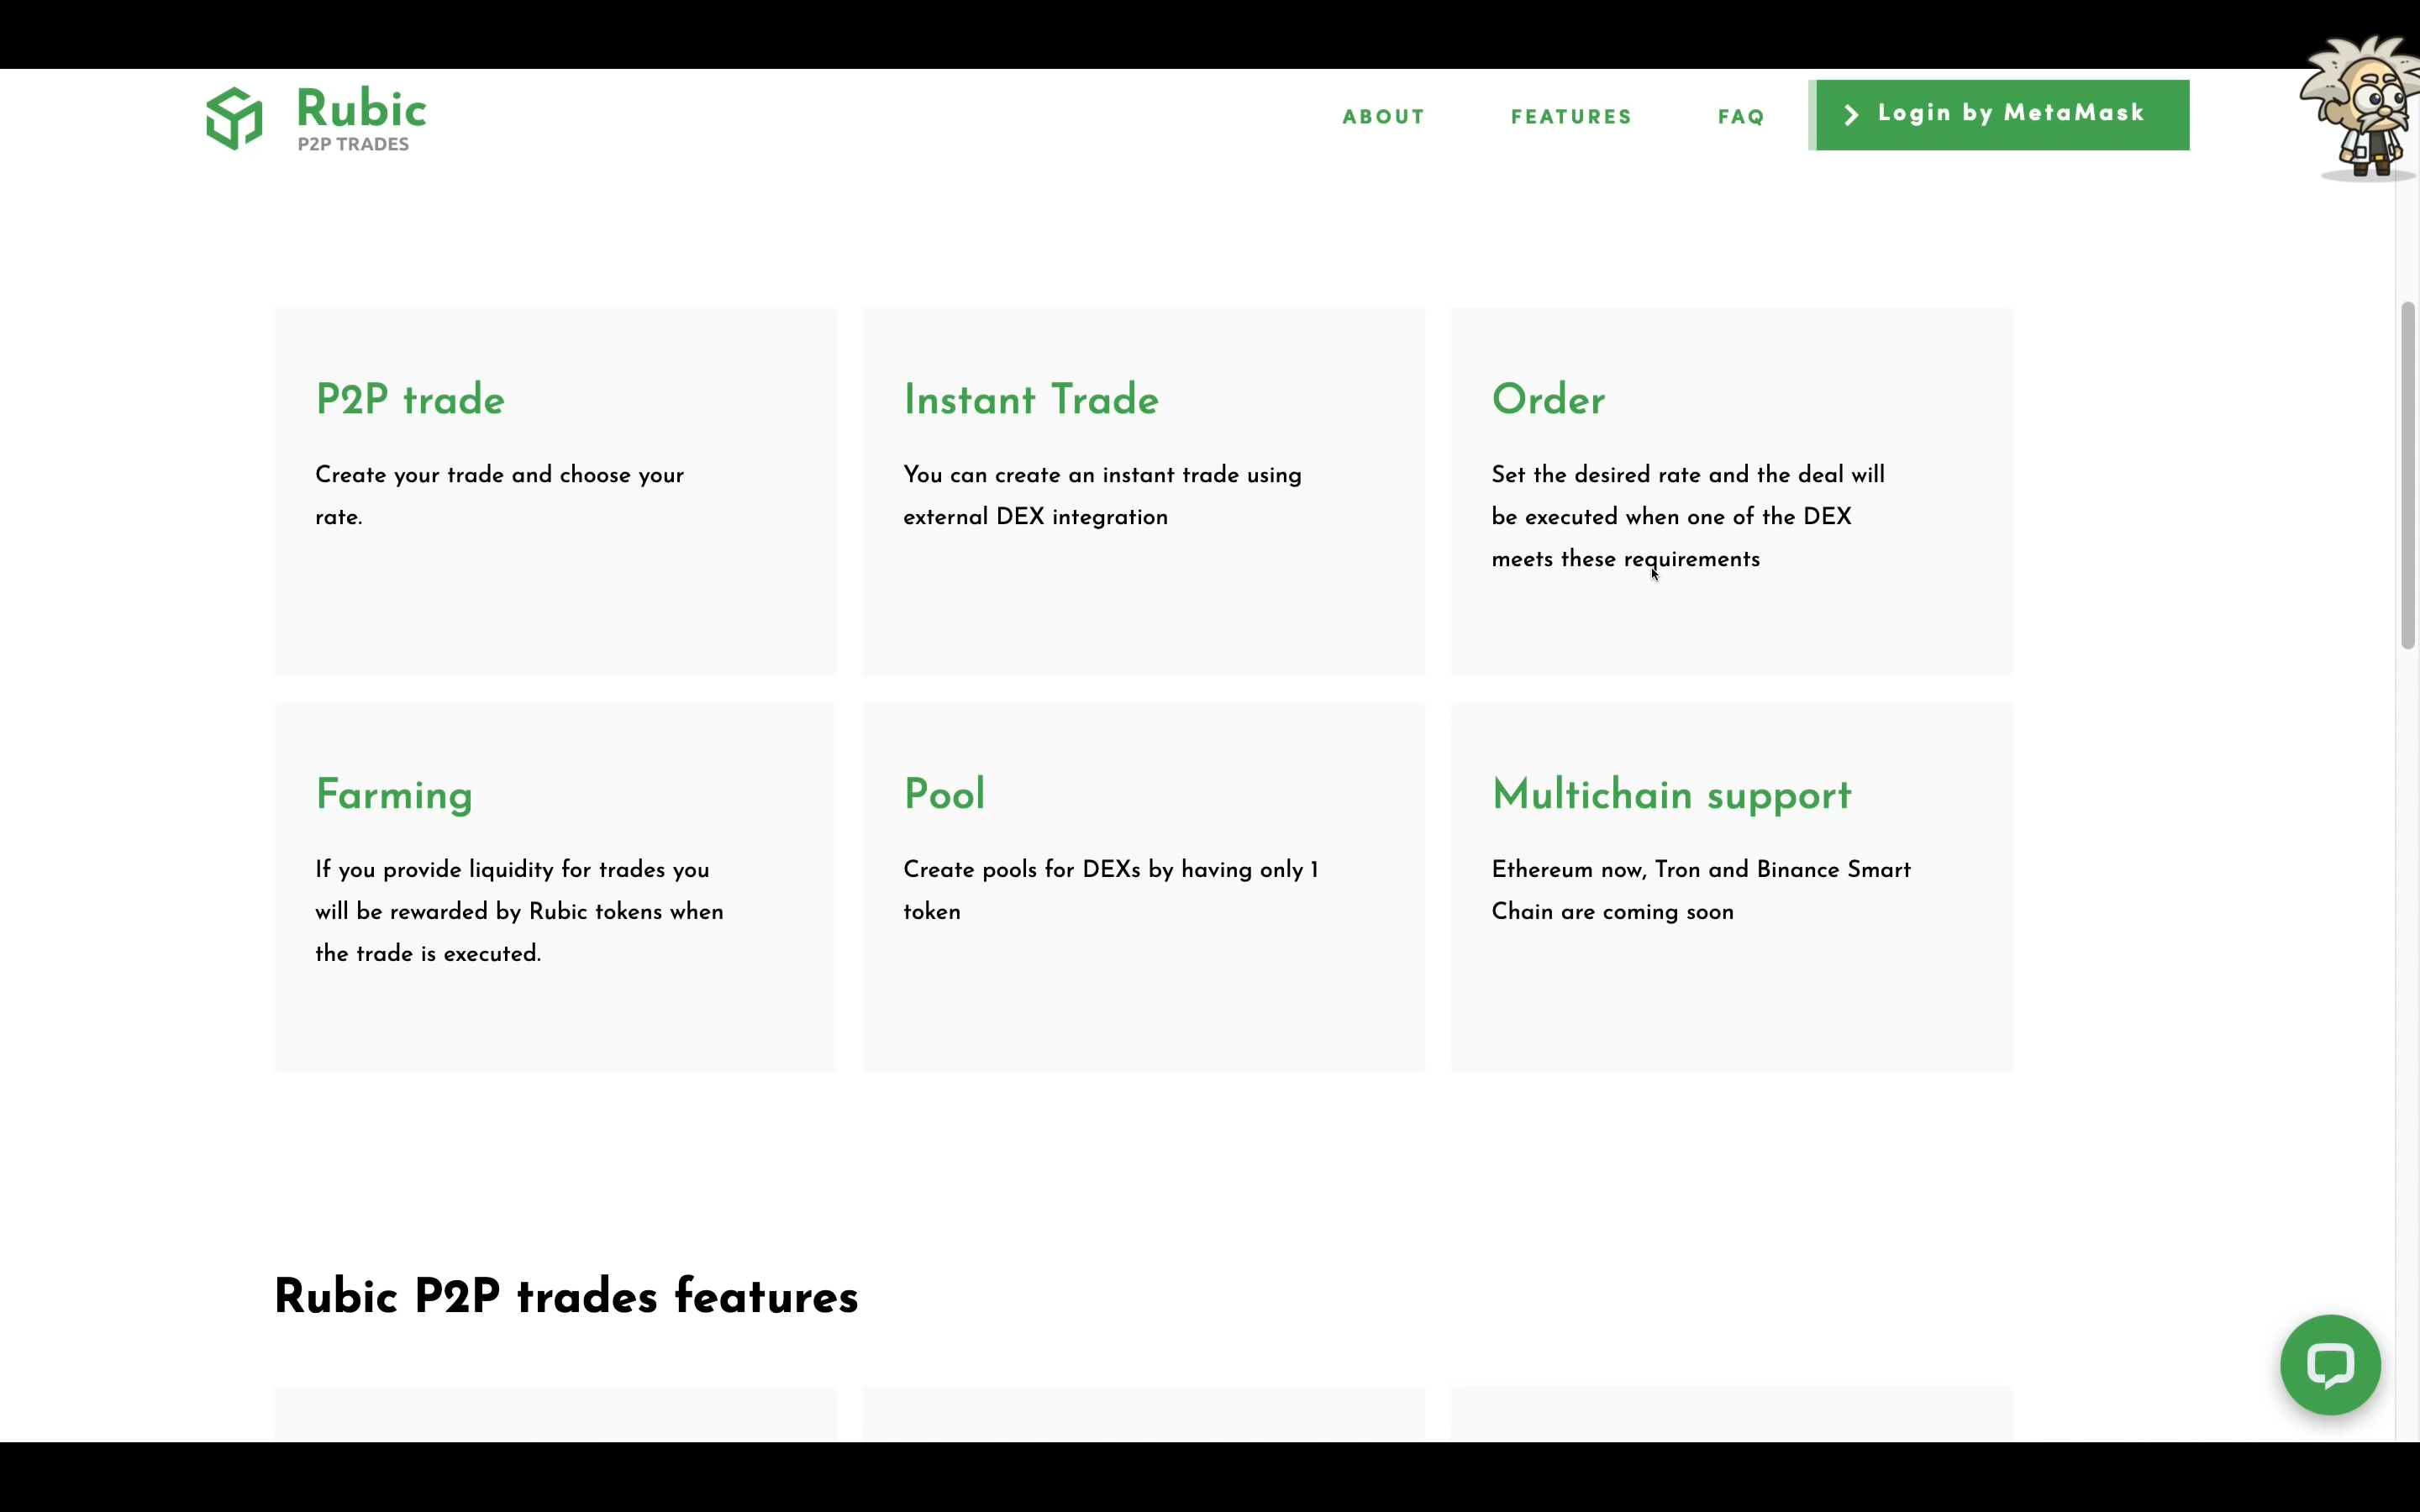 Rubic
P2P TRADES
ABOUT
FEATURES
FAQ
Login by MetaMask
P2P trade
Create your trade and choose your
rate.
Instant Trade
You can create an instant trade using
external DEX integration
Order
Set the desired rate and the deal will
be executed when one of the DEX
meets these requirements
Farming
If you provide liquidity for trades you
will be rewarded by Rubic tokens when
the trade is executed.
Pool
Create pools for DEXs by having only 1
token
Multichain support
Ethereum now, Tron and Binance Smart
Chain are coming soon
Rubic P2P trades features